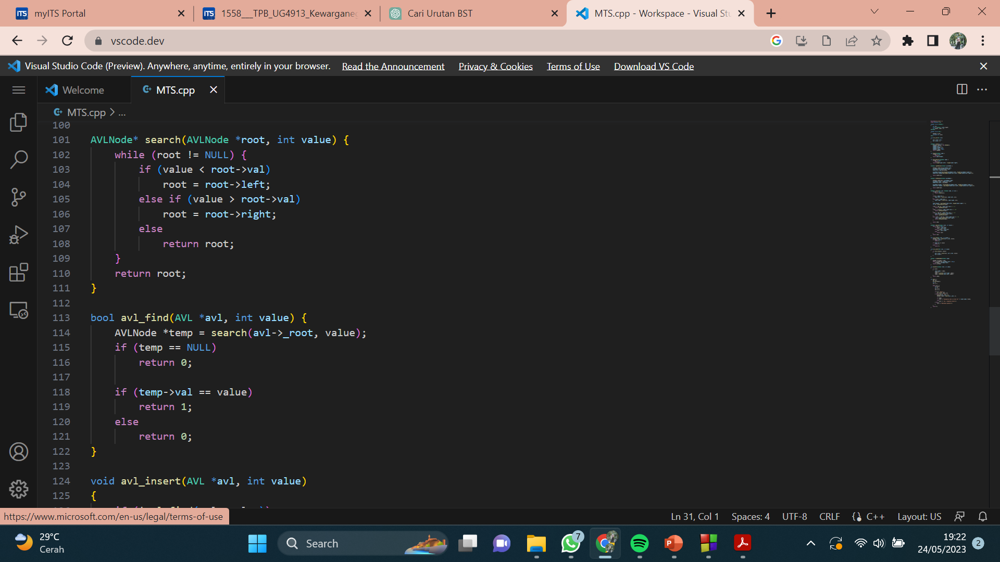 myITS Portal
1558___TPB_UG4913_Kewarganeg
Cari Urutan BST
MTS.cpp - Workspace - Visual Stu
vscode.dev
Visual Studio Code (Preview). Anywhere, anytime, entirely in your browser. Read the Announcement Privacy & Cookies Terms of Use Download VS Code
Welcome
MTS.cpp
MTS.cpp > ...
100
101 AVLNode* search(AVLNode *root, int value) {
102 while (root != NULL) {
103 if (value < root->val)
104 root = root->left;
105 else if (value > root->val)
106 root = root->right;
107 else
108 return root;
109 }
110 return root;
111 }
112
113 bool avl_find(AVL *avl, int value) {
114 AVLNode *temp = search(avl->_root, value);
115 if (temp == NULL)
116 return 0;
117
118 if (temp->val == value)
119 return 1;
120 else
121 return 0;
122 }
123
124 void avl_insert(AVL *avl, int value)
125 {
https://www.microsoft.com/en-us/legal/terms-of-use
Ln 31, Col 1 Spaces: 4 UTF-8 CRLF {} C++ Layout: US
29°C
Cerah
Search
7
19:22
24/05/2023
2